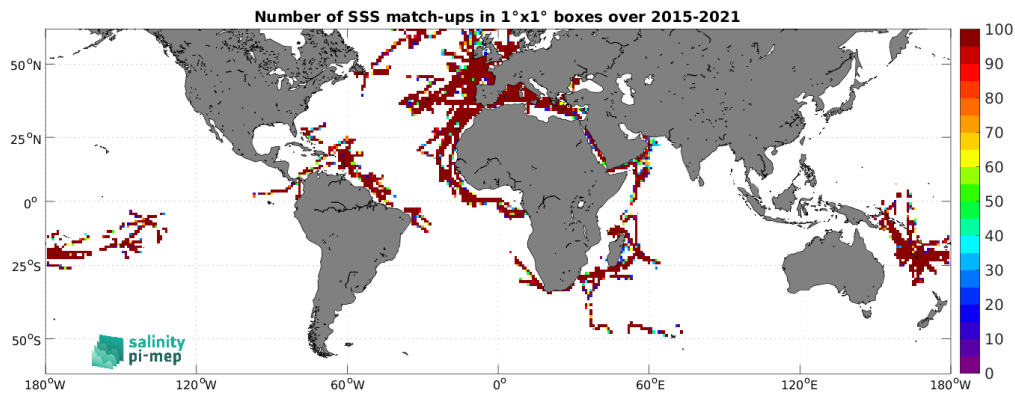 Number of SSS match-ups in 1°x1° boxes over 2015-2021
50°N
25°N
0°
25°S
50°S
180°W 120°W 60°W 0° 60°E 120°E 180°W
100
90
80
70
60
50
40
30
20
10
0
salinity
pi-mep